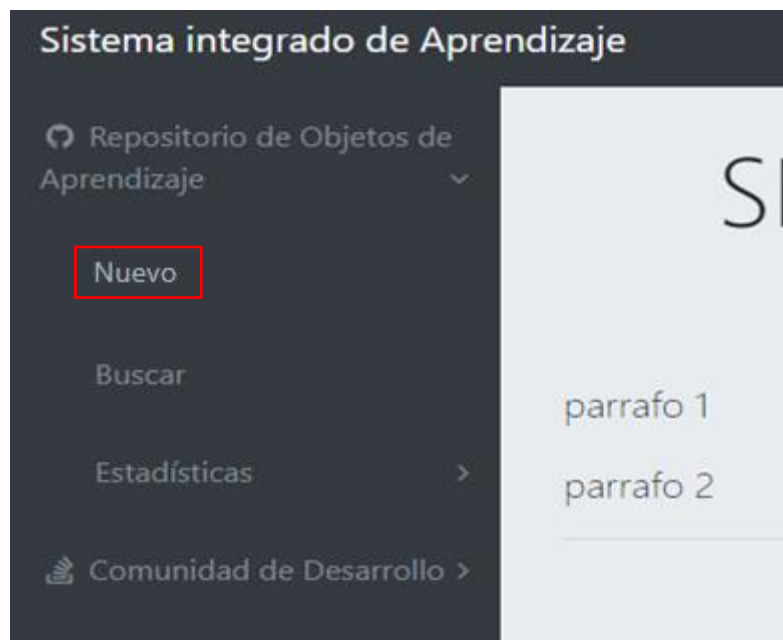 Sistema integrado de Aprendizaje
Repositorio de Objetos de
Aprendizaje
Nuevo
Buscar
Estadísticas
Comunidad de Desarrollo
parrafo 1
parrafo 2